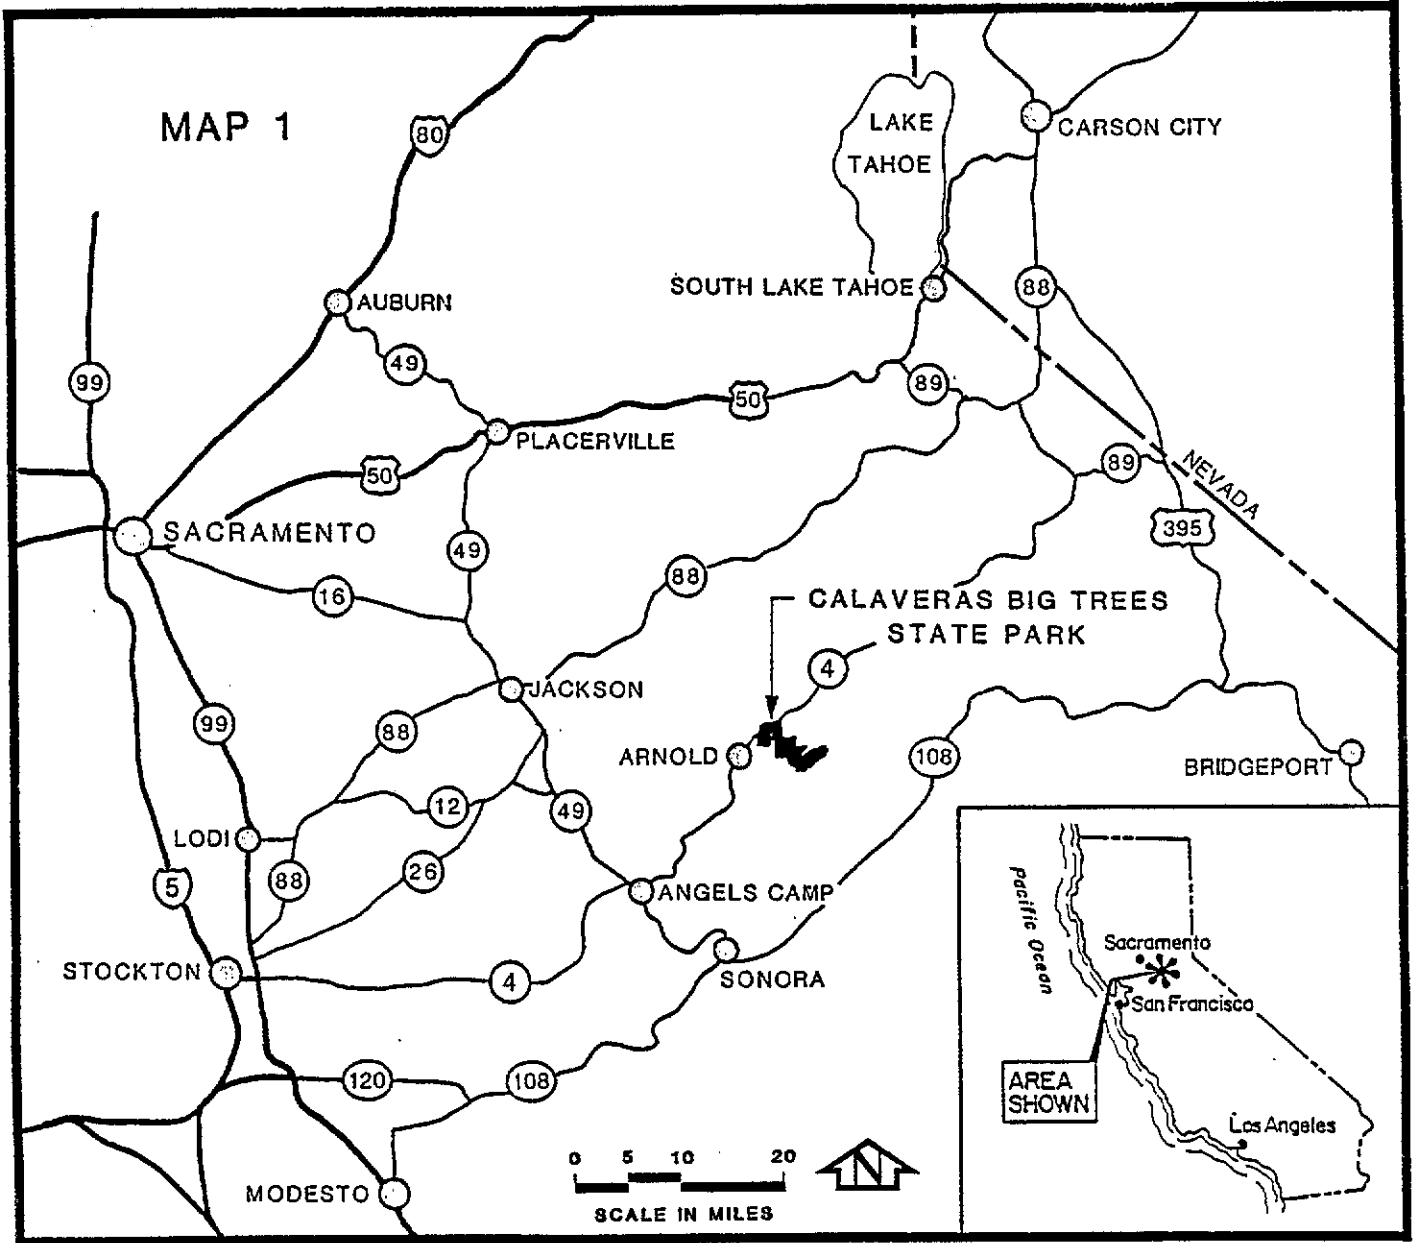 MAP 1
80
LAKE
TAHOE
CARSON CITY
SOUTH LAKE TAHOE
88
AUBURN
49
99
89
50
PLACERVILLE
50
89
NEVADA
SACRAMENTO
49
395
16
88
CALAVERAS BIG TREES
STATE PARK
4
JACKSON
99
88
ARNOLD
108
BRIDGEPORT
12
49
LODI
26
88
5
ANGELS CAMP
STOCKTON
4
SONORA
120
108
MODESTO
0 5 10 20
SCALE IN MILES
N
Pacific Ocean
Sacramento
San Francisco
AREA
SHOWN
Los Angeles